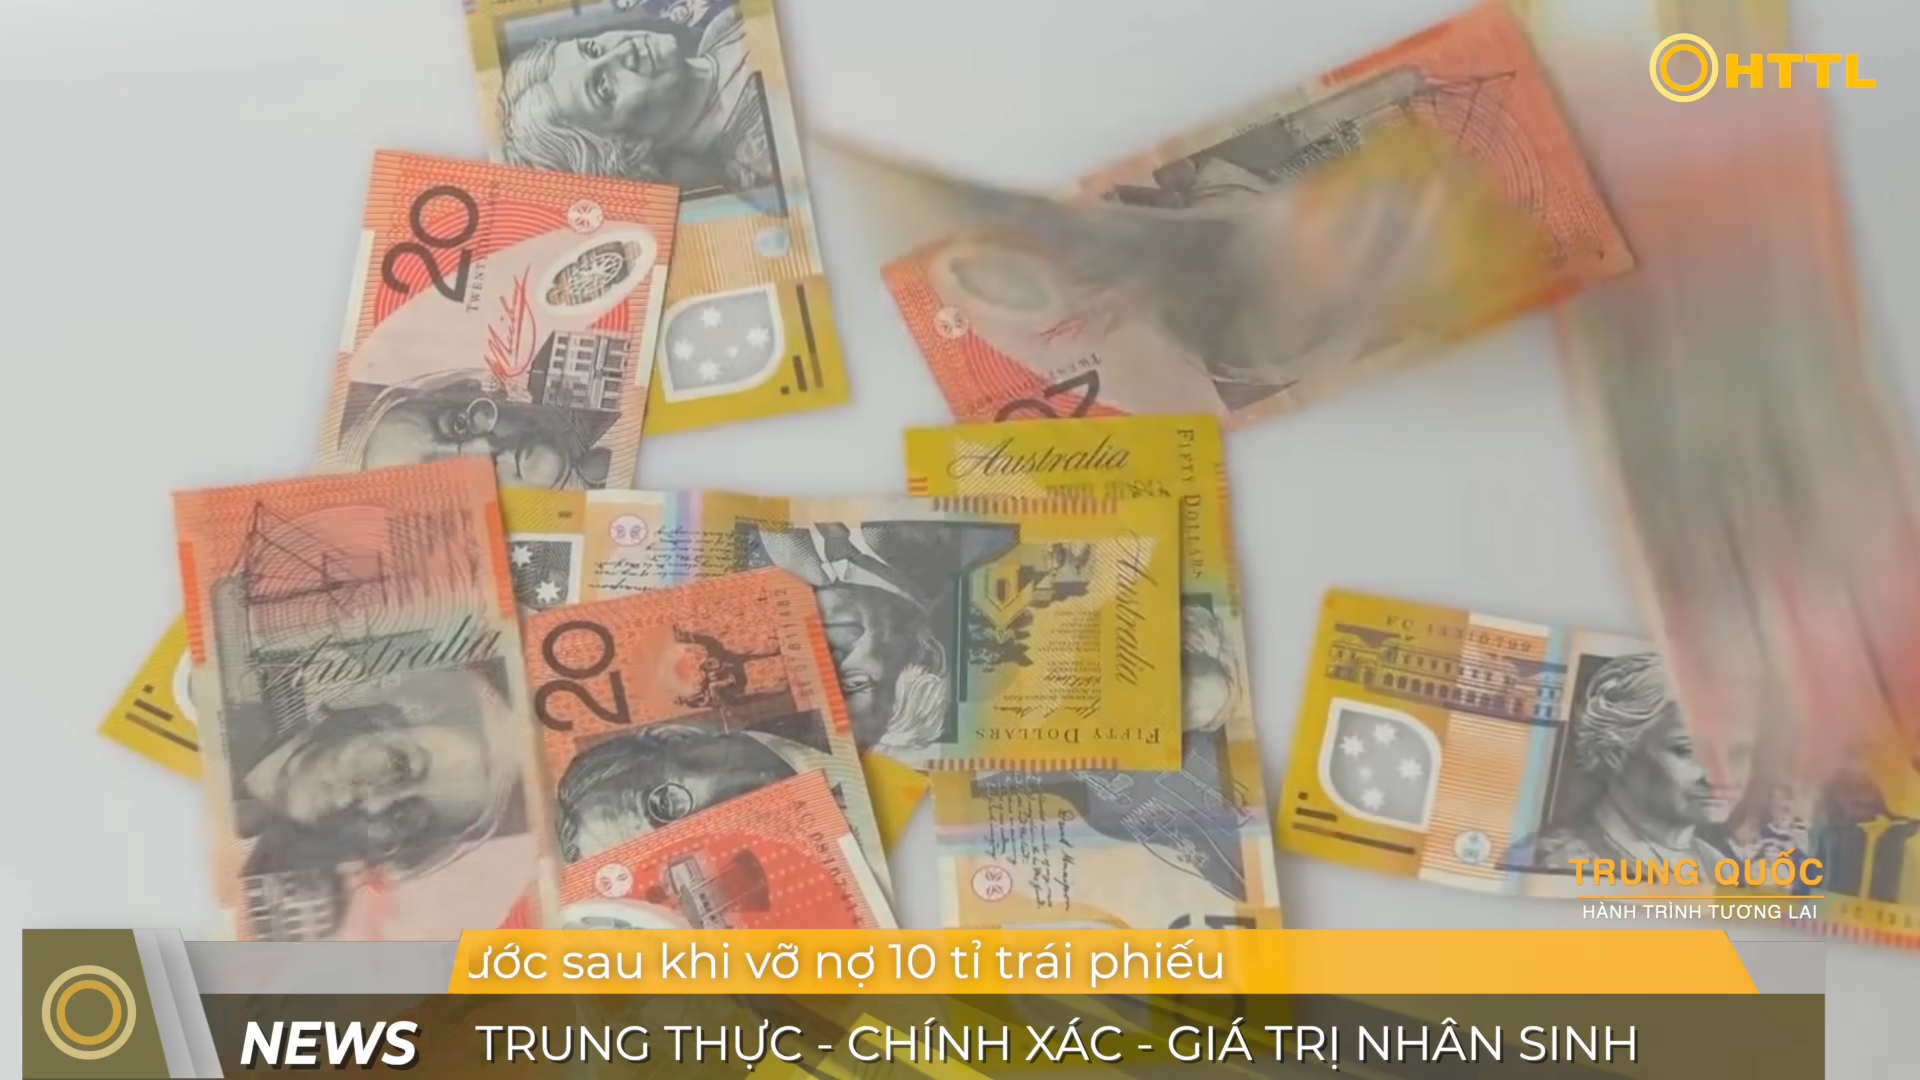 HTTL
20
TWENTY
Australia
FIFTY DOLLARS
Australia
Australia
20
FIFTY DOLLARS
TRUNG QUỐC
HÀNH TRÌNH TƯƠNG LAI
ước sau khi vỡ nợ 10 tỉ trái phiếu
NEWS
TRUNG THỰC - CHÍNH XÁC - GIÁ TRỊ NHÂN SINH